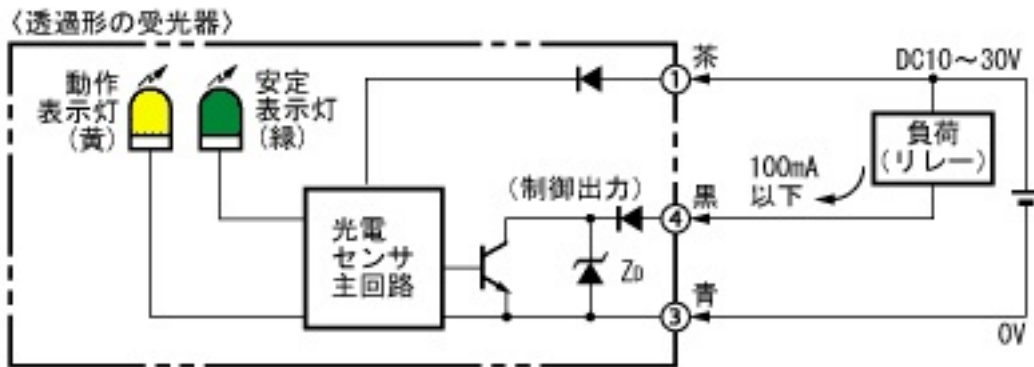 〈透過形の受光器〉
動作
表示灯
(黄)
安定
表示灯
(緑)
光電
センサ
主回路
(制御出力)
ZD
①
茶
④
黒
③
青
DC10～30V
負荷
(リレー)
100mA
以下
0V